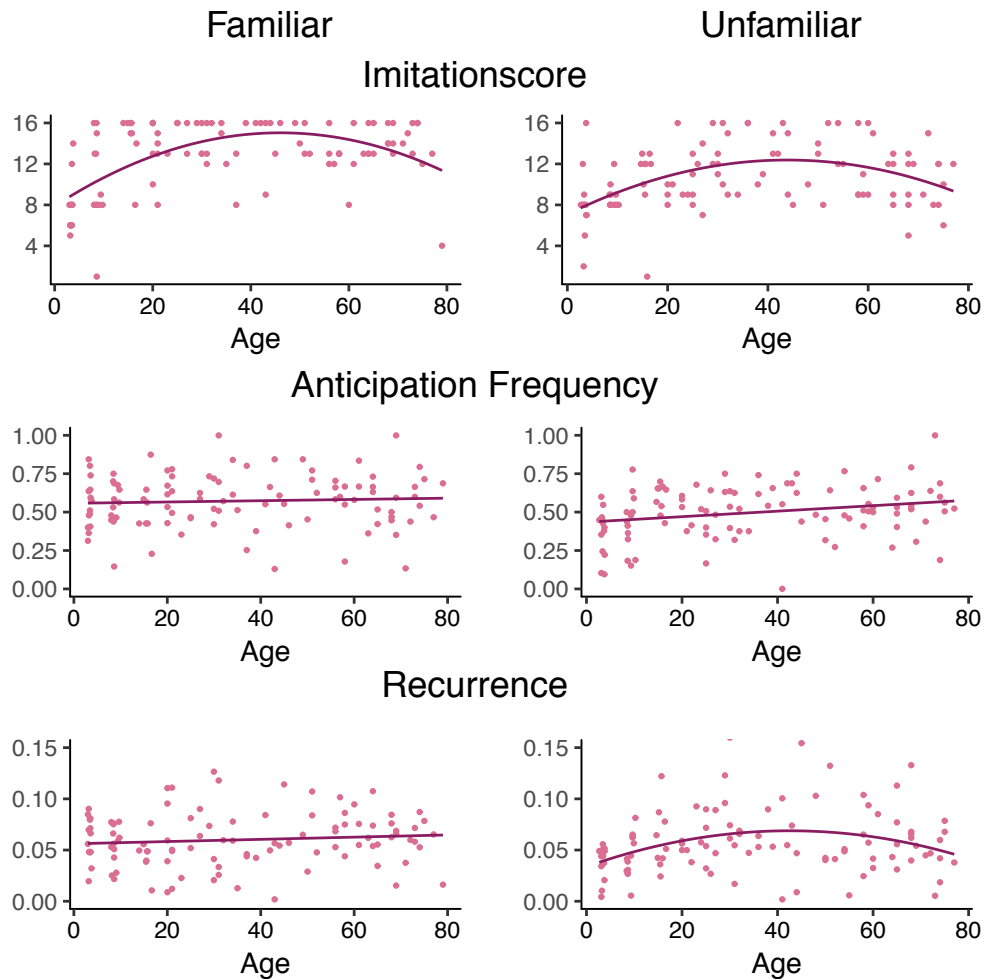 Familiar Unfamiliar
Imitationscore
16 16
12 12
8 8
4 4
0 20 40 60 80 0 20 40 60 80
Age Age
Anticipation Frequency
1.00 1.00
0.75 0.75
0.50 0.50
0.25 0.25
0.00 0.00
0 20 40 60 80 0 20 40 60 80
Age Age
Recurrence
0.15 0.15
0.10 0.10
0.05 0.05
0.00 0.00
0 20 40 60 80 0 20 40 60 80
Age Age